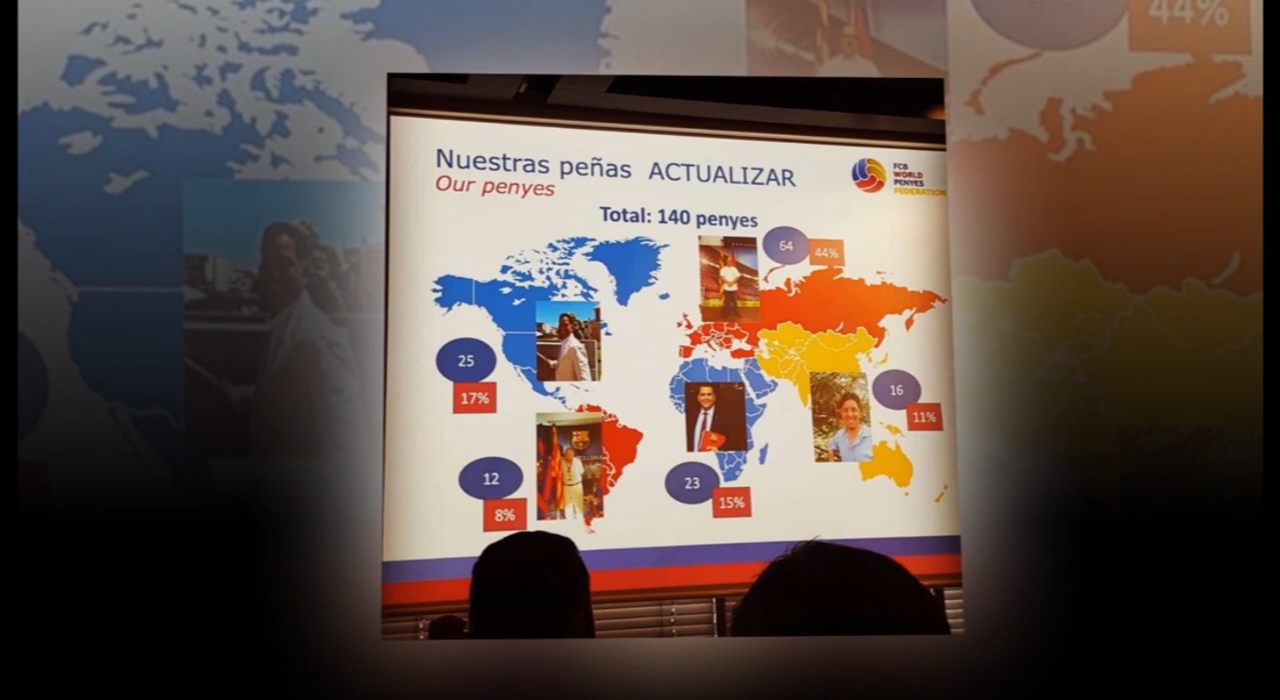 44%
Nuestras peñas ACTUALIZAR
Our penyes
FCB
WORLD
PENYES
FEDERATION
Total: 140 penyes
64
44%
25
17%
16
11%
12
8%
23
15%